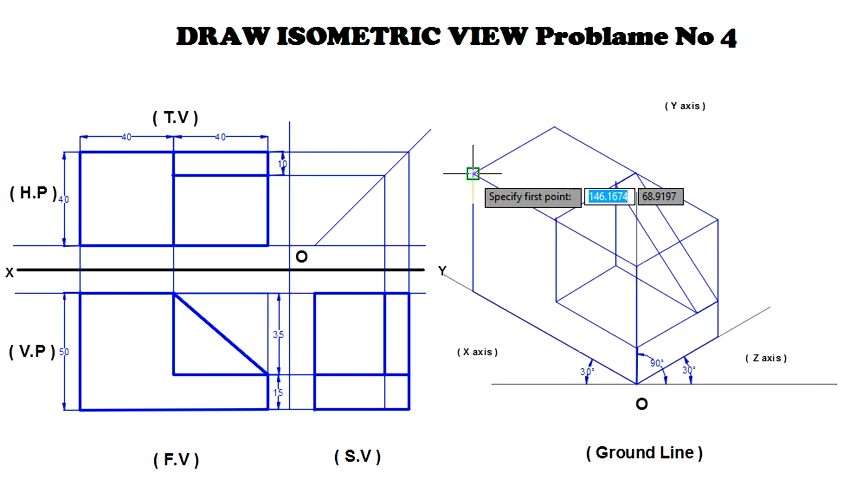 DRAW ISOMETRIC VIEW Problame No 4
( T.V )
( Y axis )
40
40
10
( H.P )
40
Specify first point:
146.1674
68.9197
O
X
Y
( V.P )
50
35
15
( X axis )
( Z axis )
30°
90°
30°
O
( F.V )
( S.V )
( Ground Line )